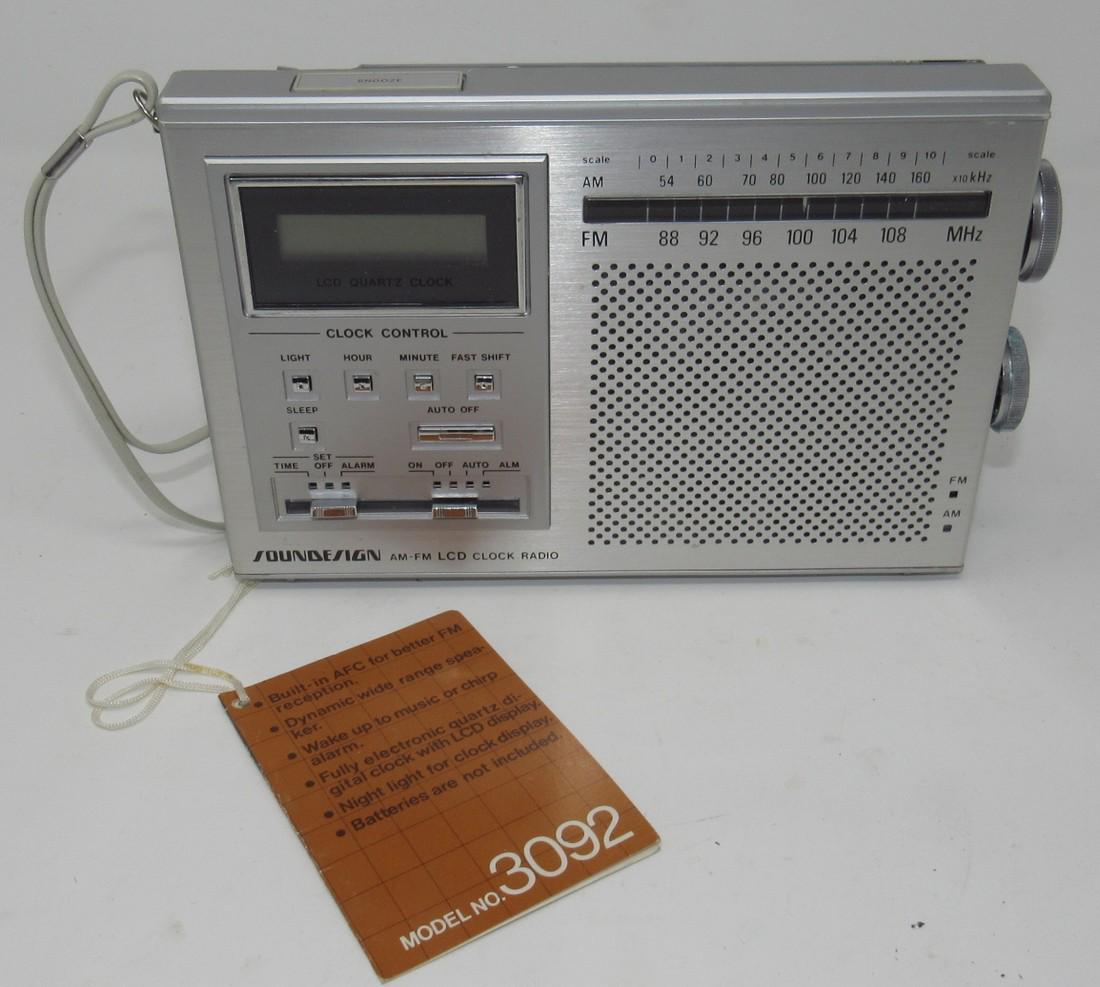 SNOOZE
scale 0 1 2 3 4 5 6 7 8 9 10 scale
AM 54 60 70 80 100 120 140 160 x10 kHz
FM 88 92 96 100 104 108 MHz
LCD QUARTZ CLOCK
CLOCK CONTROL
LIGHT HOUR MINUTE FAST SHIFT
SLEEP AUTO OFF
SET
TIME OFF ALARM ON OFF AUTO ALM
FM
AM
SOUNDESIGN AM-FM LCD CLOCK RADIO
• Built-in AFC for better FM
reception.
• Dynamic wide range spea-
ker.
• Wake up to music or chirp
alarm.
• Fully electronic quartz di-
gital clock with LCD display.
• Night light for clock display.
• Batteries are not included.
MODEL NO. 3092